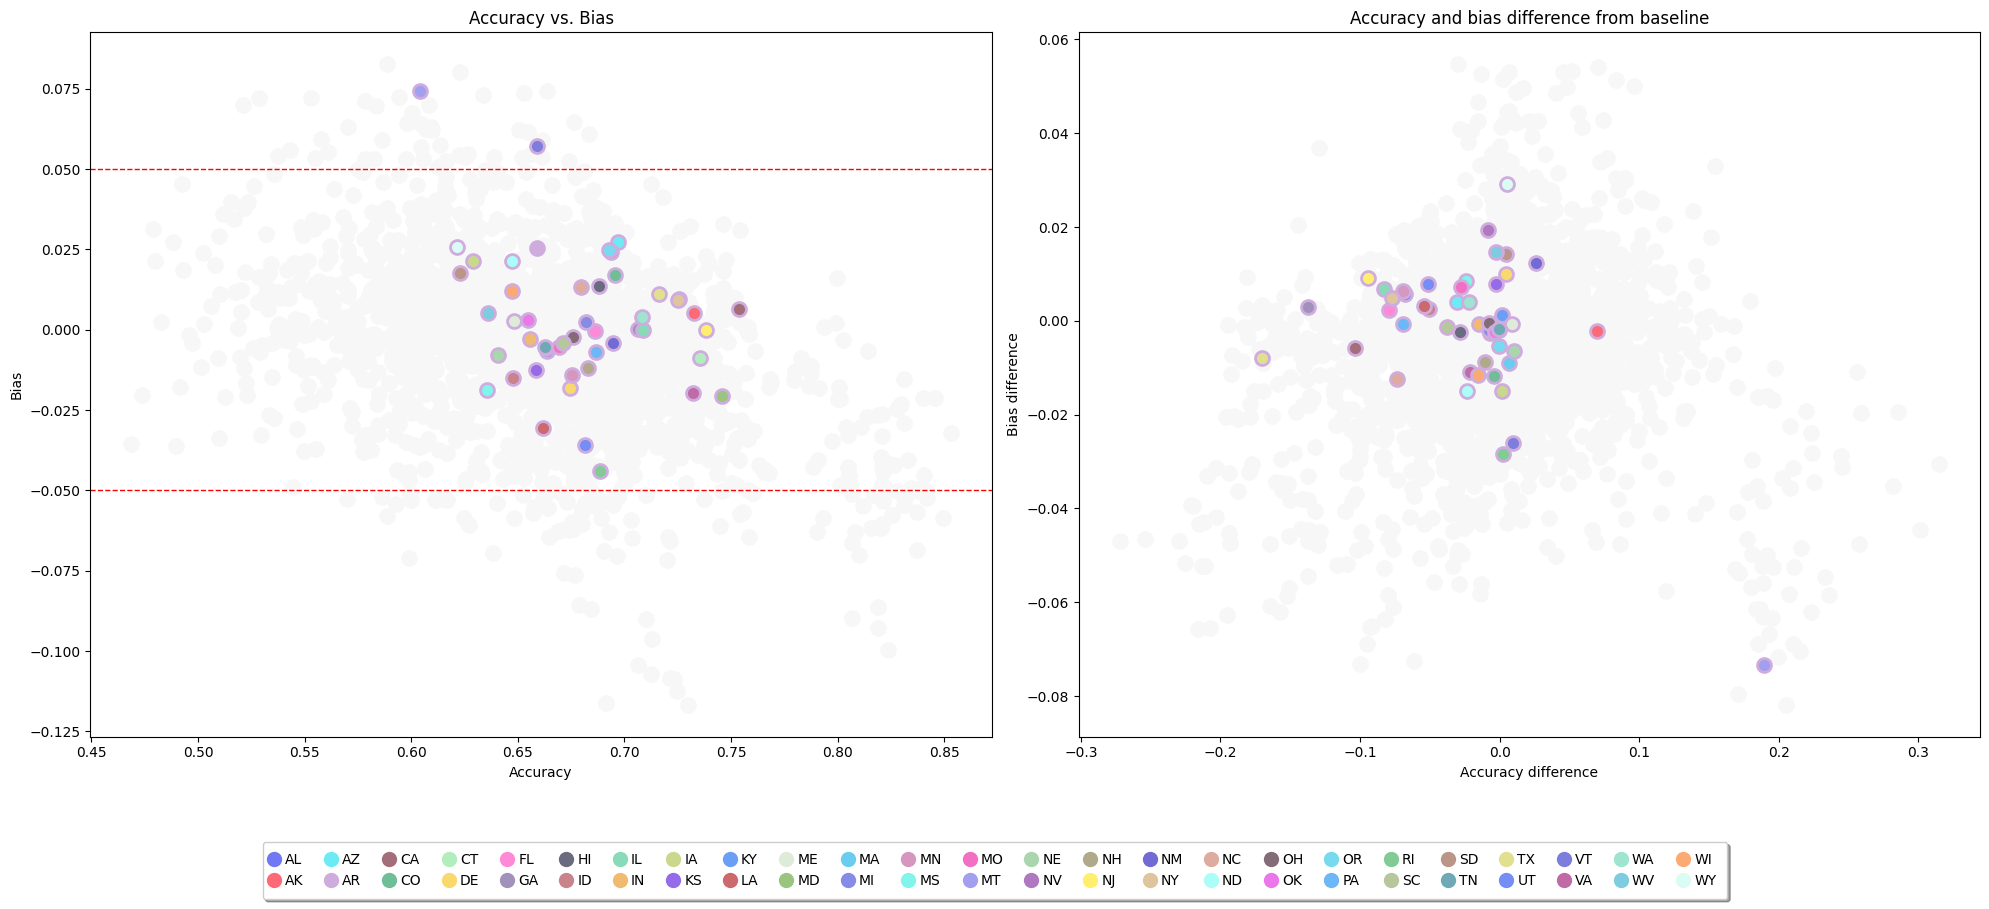 Accuracy vs. Bias
0.075
0.050
0.025
0.000
−0.025
−0.050
−0.075
−0.100
−0.125
Bias
0.45 0.50 0.55 0.60 0.65 0.70 0.75 0.80 0.85
Accuracy
Accuracy and bias difference from baseline
0.06
0.04
0.02
0.00
−0.02
−0.04
−0.06
−0.08
Bias difference
−0.3 −0.2 −0.1 0.0 0.1 0.2 0.3
Accuracy difference
AL AZ CA CT FL HI IL IA KY ME MA MN MO NE NH NM NC OH OR RI SD TX VT WA WI
AK AR CO DE GA ID IN KS LA MD MI MS MT NV NJ NY ND OK PA SC TN UT VA WV WY